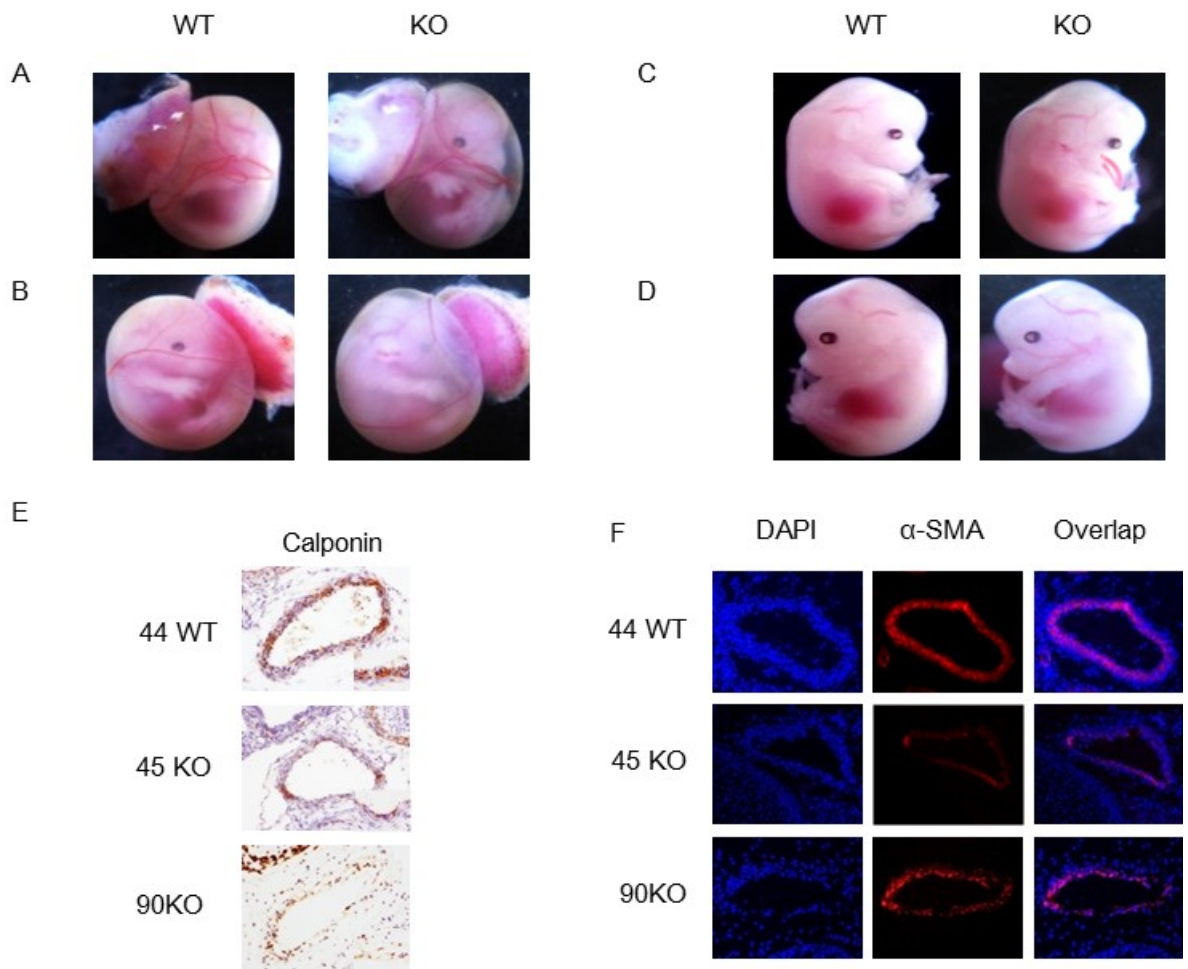 WT KO WT KO
A C
B D
E
Calponin
F DAPI α-SMA Overlap
44 WT 44 WT
45 KO 45 KO
90KO 90KO